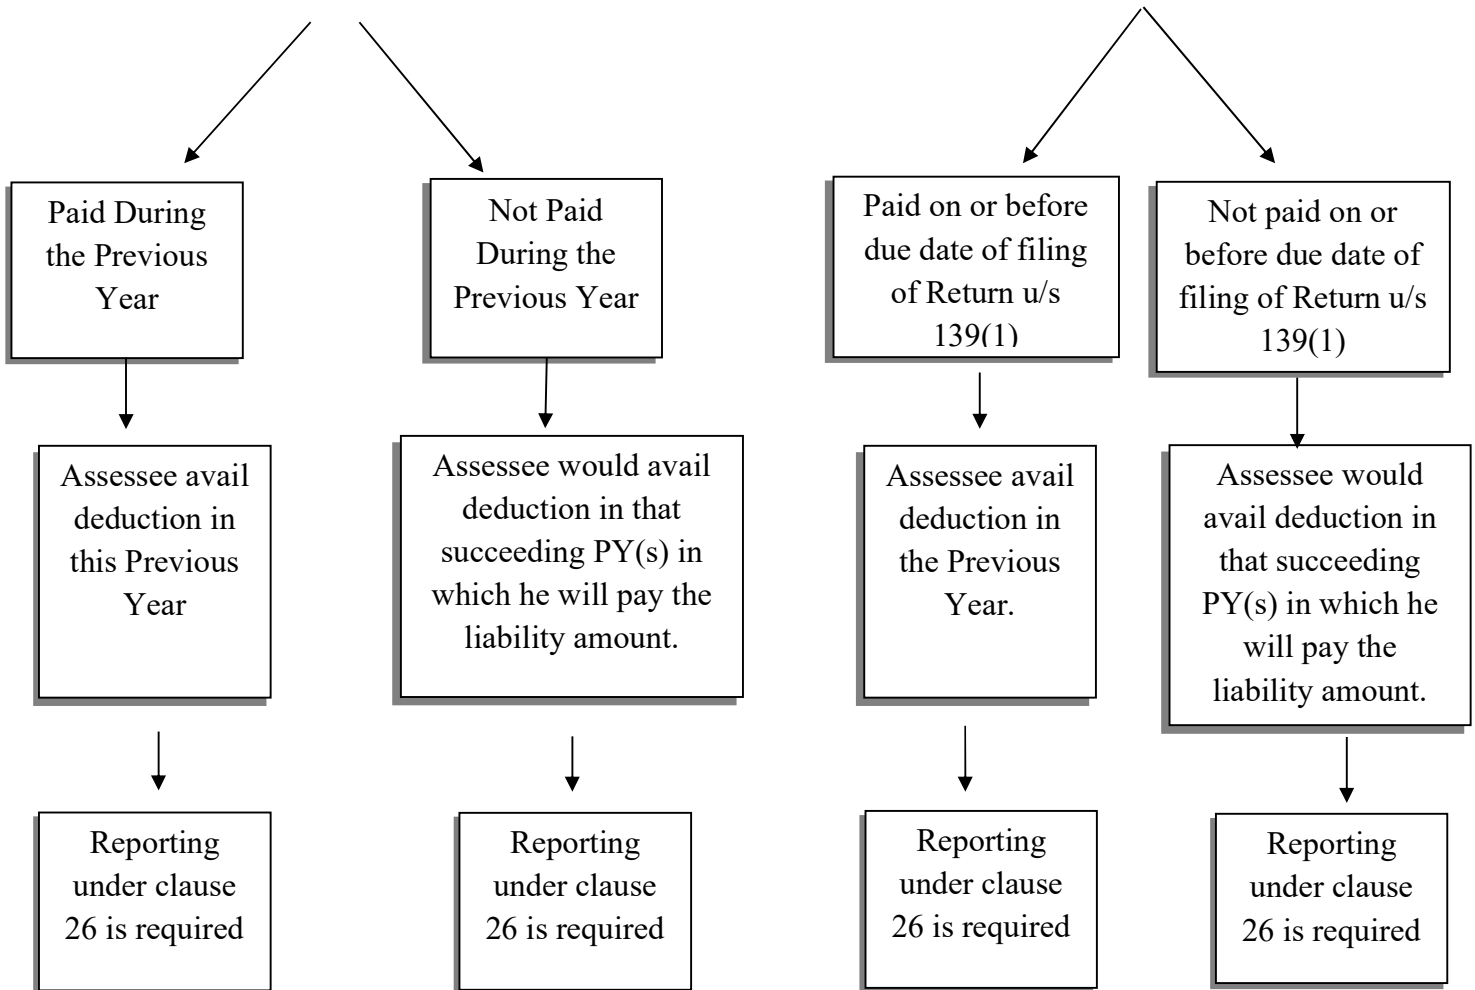 Paid During
the Previous
Year
Not Paid
During the
Previous Year
Paid on or before
due date of filing
of Return u/s
139(1)
Not paid on or
before due date of
filing of Return u/s
139(1)
Assessee avail
deduction in
this Previous
Year
Assessee would avail
deduction in that
succeeding PY(s) in
which he will pay the
liability amount.
Assessee avail
deduction in
the Previous
Year.
Assessee would
avail deduction in
that succeeding
PY(s) in which he
will pay the
liability amount.
Reporting
under clause
26 is required
Reporting
under clause
26 is required
Reporting
under clause
26 is required
Reporting
under clause
26 is required